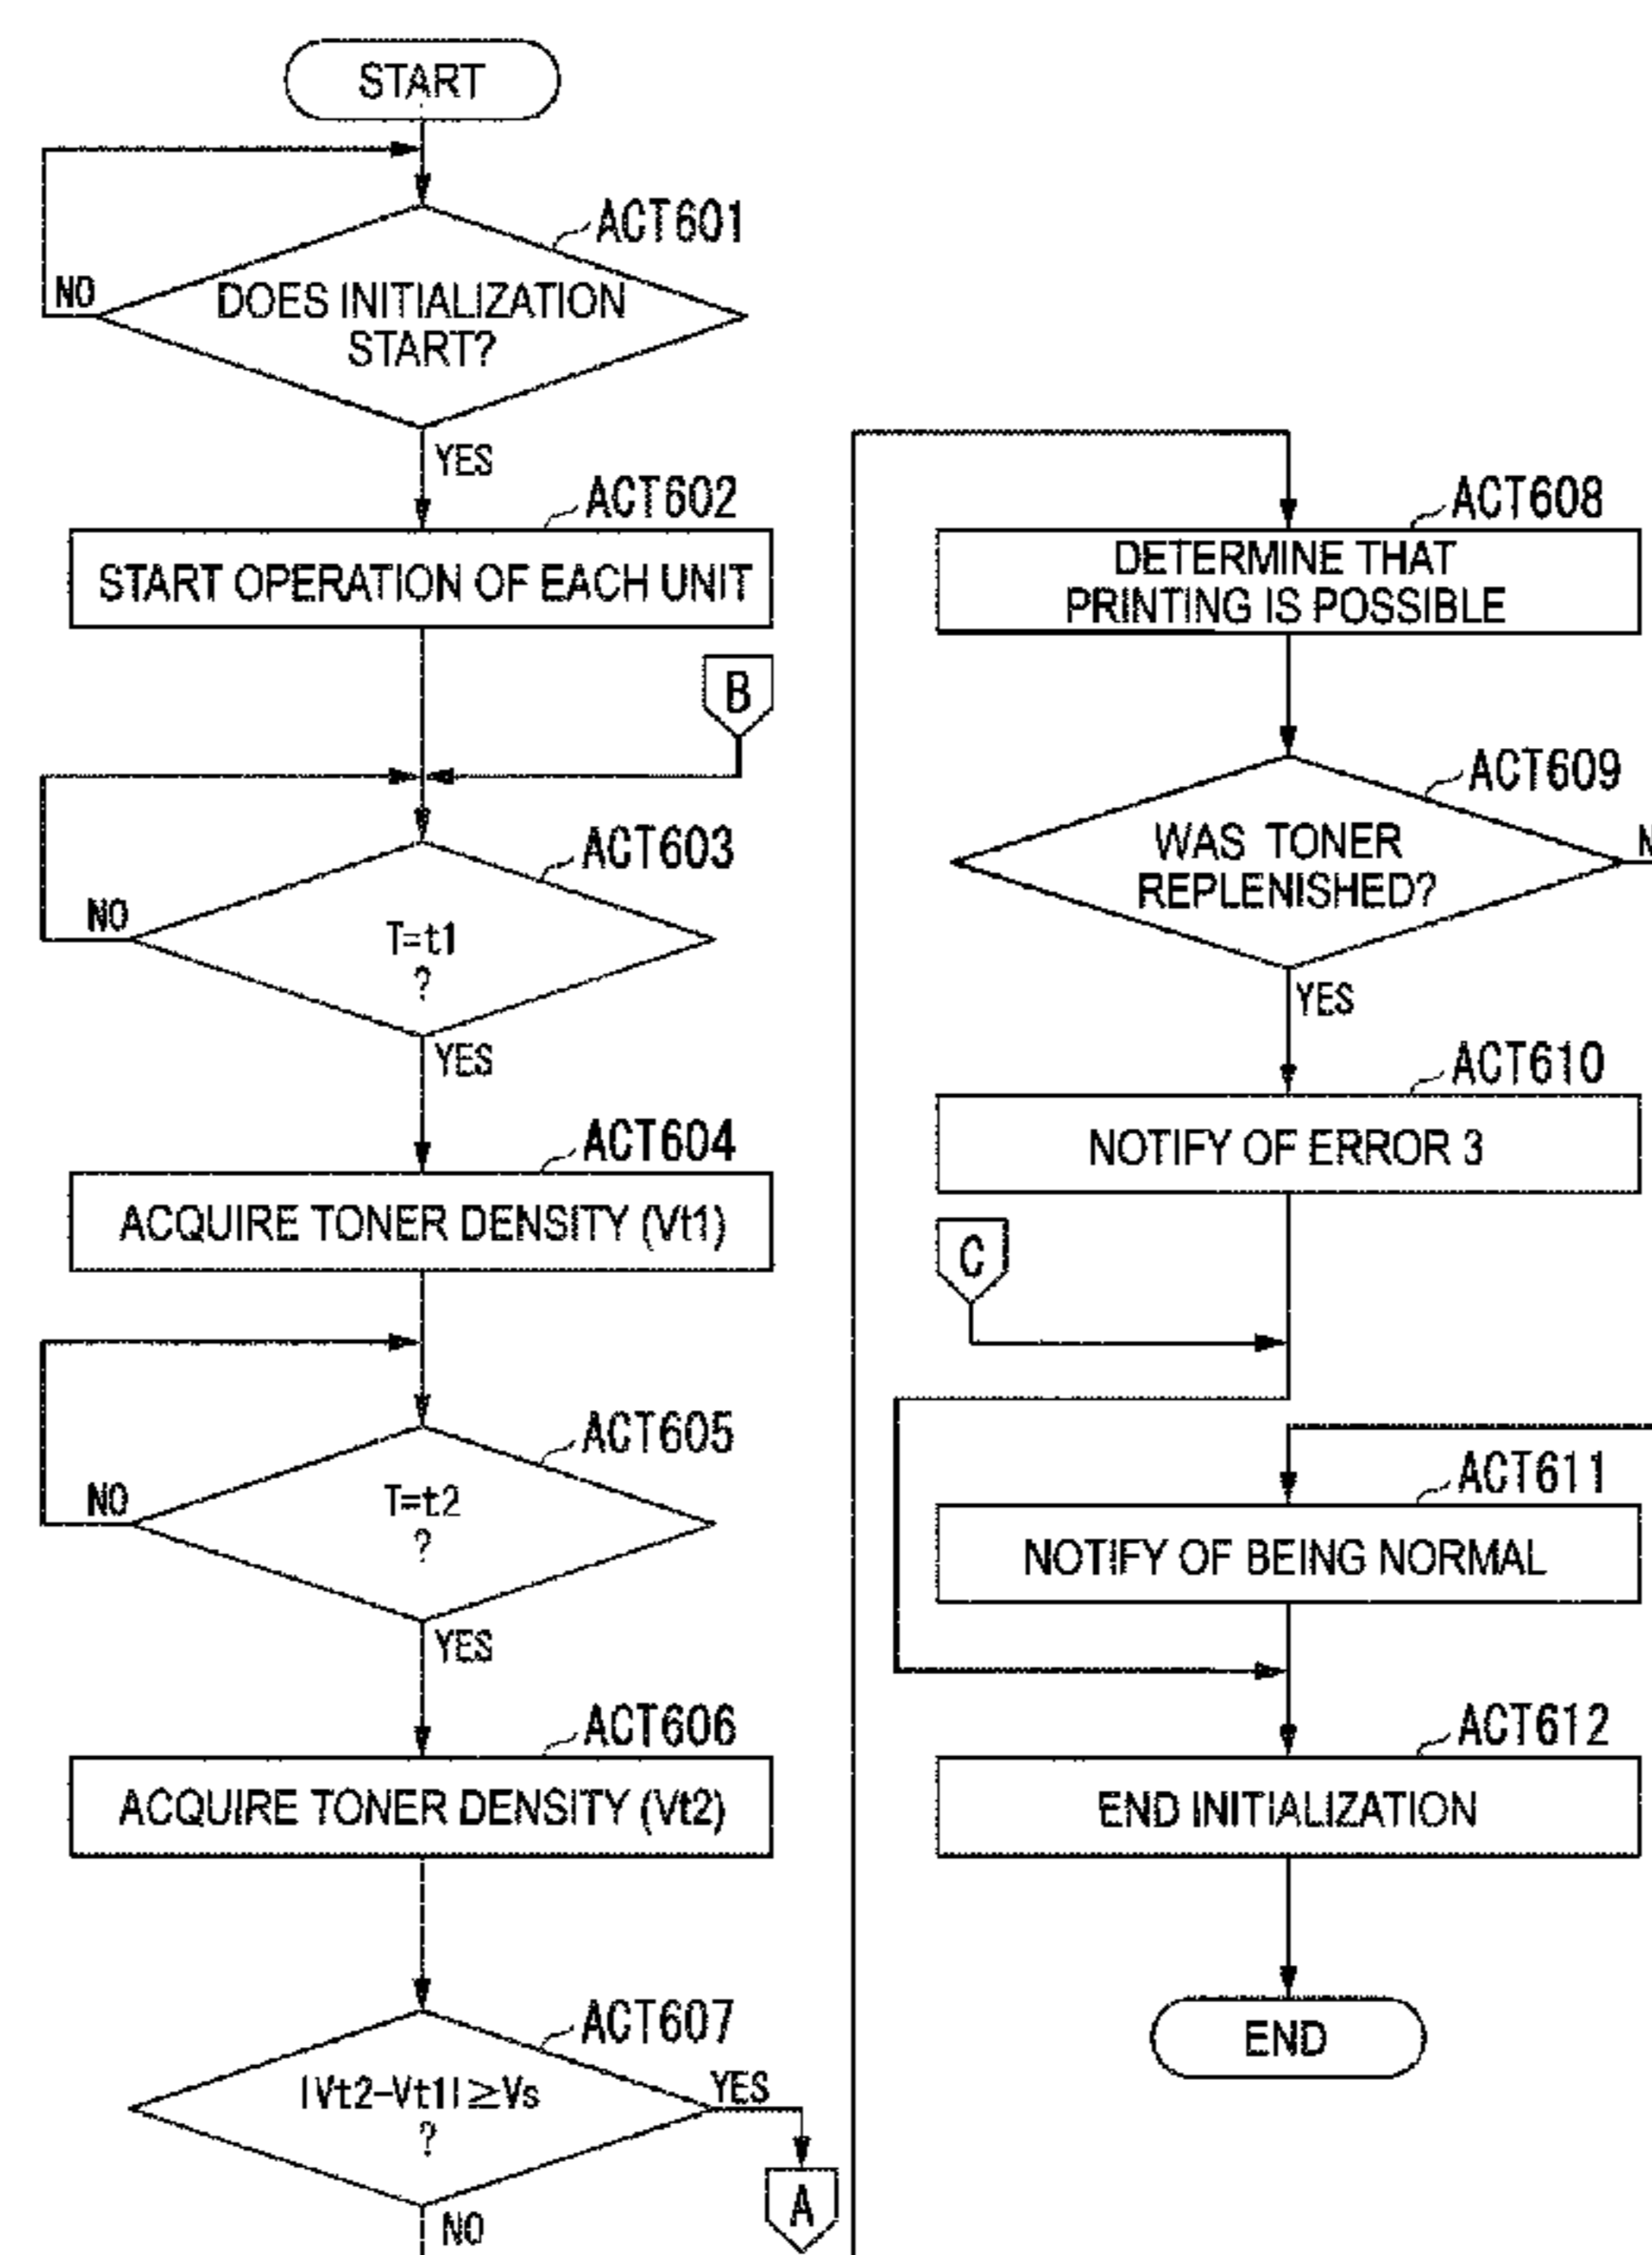 START
ACT601
NO
DOES INITIALIZATION
START?
YES
ACT602
START OPERATION OF EACH UNIT
B
ACT603
NO
T=t1
?
YES
ACT604
ACQUIRE TONER DENSITY (Vt1)
ACT605
NO
T=t2
?
YES
ACT606
ACQUIRE TONER DENSITY (Vt2)
ACT607
|Vt2-Vt1|≥Vs
?
YES
A
NO
ACT608
DETERMINE THAT
PRINTING IS POSSIBLE
ACT609
WAS TONER
REPLENISHED?
YES
ACT610
NOTIFY OF ERROR 3
C
ACT611
NOTIFY OF BEING NORMAL
ACT612
END INITIALIZATION
END